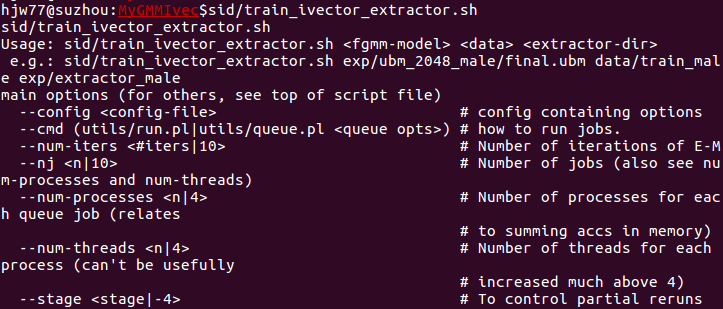 hjw77@suzhou:MyGMMIvec$sid/train_ivector_extractor.sh
sid/train_ivector_extractor.sh
Usage: sid/train_ivector_extractor.sh <fgmm-model> <data> <extractor-dir>
 e.g.: sid/train_ivector_extractor.sh exp/ubm_2048_male/final.ubm data/train_mal
e exp/extractor_male
main options (for others, see top of script file)
  --config <config-file>                           # config containing options
  --cmd (utils/run.pl|utils/queue.pl <queue opts>) # how to run jobs.
  --num-iters <#iters|10>                          # Number of iterations of E-M
  --nj <n|10>                                      # Number of jobs (also see nu
m-processes and num-threads)
  --num-processes <n|4>                            # Number of processes for eac
h queue job (relates
                                                   # to summing accs in memory)
  --num-threads <n|4>                              # Number of threads for each
process (can't be usefully
                                                   # increased much above 4)
  --stage <stage|-4>                               # To control partial reruns